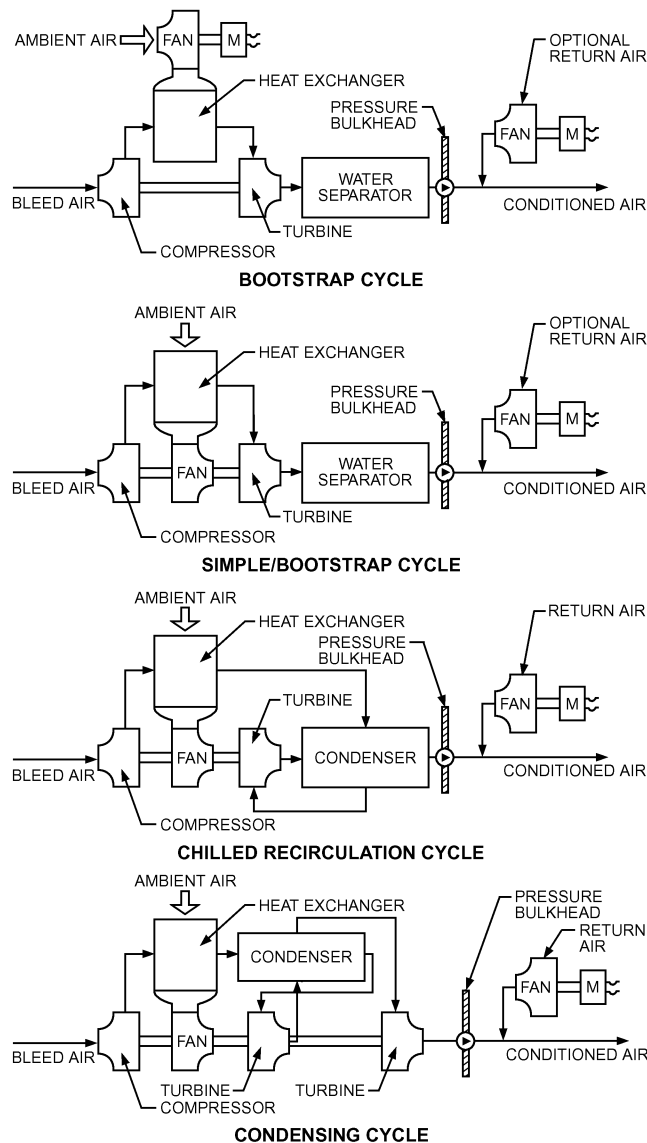 AMBIENT AIR
FAN
M
HEAT EXCHANGER
PRESSURE
BULKHEAD
OPTIONAL
RETURN AIR
FAN
M
WATER
SEPARATOR
BLEED AIR
TURBINE
CONDITIONED AIR
COMPRESSOR
BOOTSTRAP CYCLE
AMBIENT AIR
HEAT EXCHANGER
OPTIONAL
RETURN AIR
PRESSURE
BULKHEAD
FAN
M
FAN
WATER
SEPARATOR
BLEED AIR
CONDITIONED AIR
TURBINE
COMPRESSOR
SIMPLE/BOOTSTRAP CYCLE
AMBIENT AIR
HEAT EXCHANGER
RETURN AIR
PRESSURE
BULKHEAD
TURBINE
FAN
M
FAN
CONDENSER
BLEED AIR
CONDITIONED AIR
COMPRESSOR
CHILLED RECIRCULATION CYCLE
AMBIENT AIR
HEAT EXCHANGER
PRESSURE
BULKHEAD
RETURN
AIR
CONDENSER
FAN
M
FAN
BLEED AIR
CONDITIONED AIR
TURBINE
TURBINE
COMPRESSOR
CONDENSING CYCLE